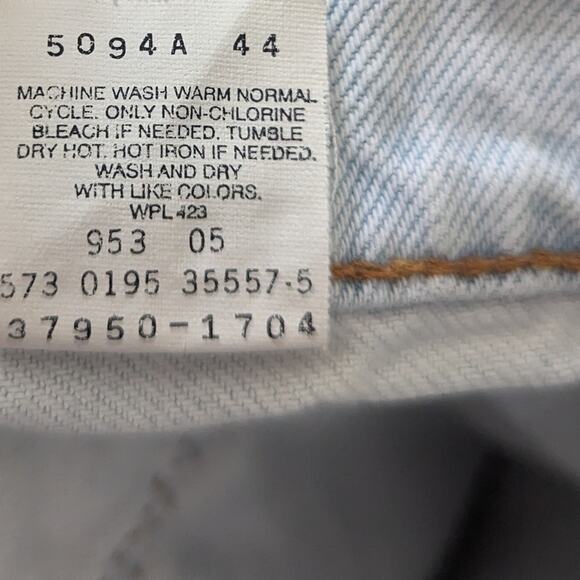 5094A 44
MACHINE WASH WARM NORMAL
CYCLE. ONLY NON-CHLORINE
BLEACH IF NEEDED. TUMBLE
DRY HOT. HOT IRON IF NEEDED.
WASH AND DRY
WITH LIKE COLORS.
WPL 423
953 05
573 0195 35557-5
37950-1704